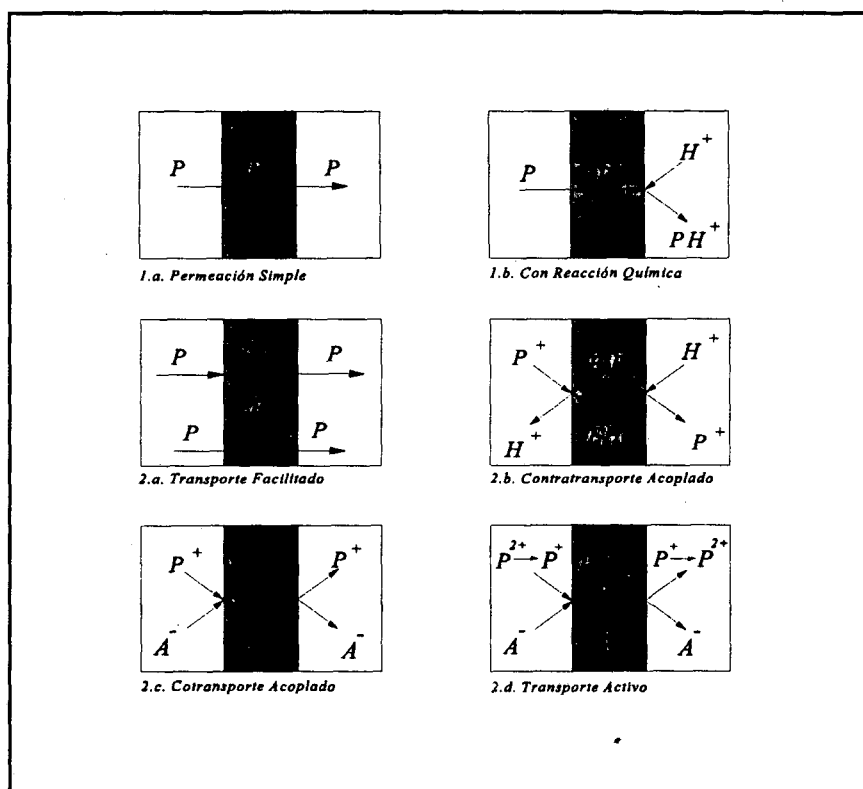 P P
H+
P
PH+
1.a. Permeación Simple
1.b. Con Reacción Química
P P
P P
P+ H+
H+ P+
2.a. Transporte Facilitado
2.b. Contratransporte Acoplado
P+ P+
A- A-
P2+ P+ P+ P2+
A- A-
2.c. Cotransporte Acoplado
2.d. Transporte Activo